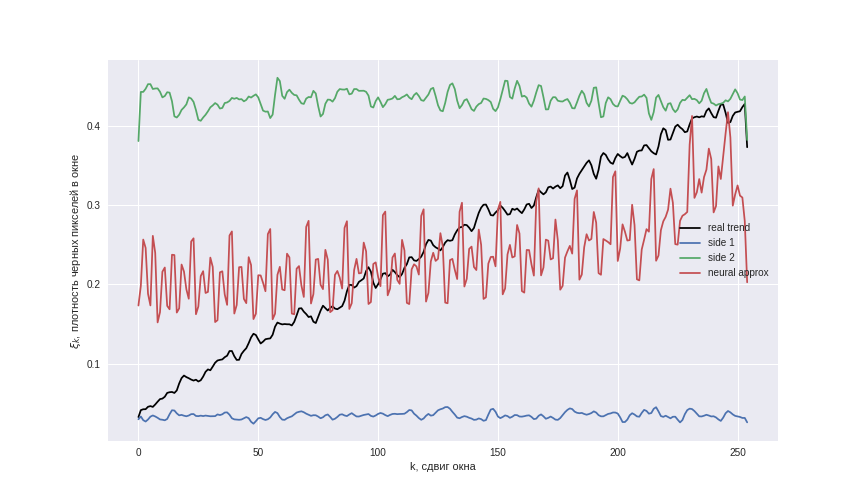 ξk, плотность черных пикселей в окне
0.4
0.3
0.2
0.1
real trend
side 1
side 2
neural approx
0 50 100 150 200 250
k, сдвиг окна